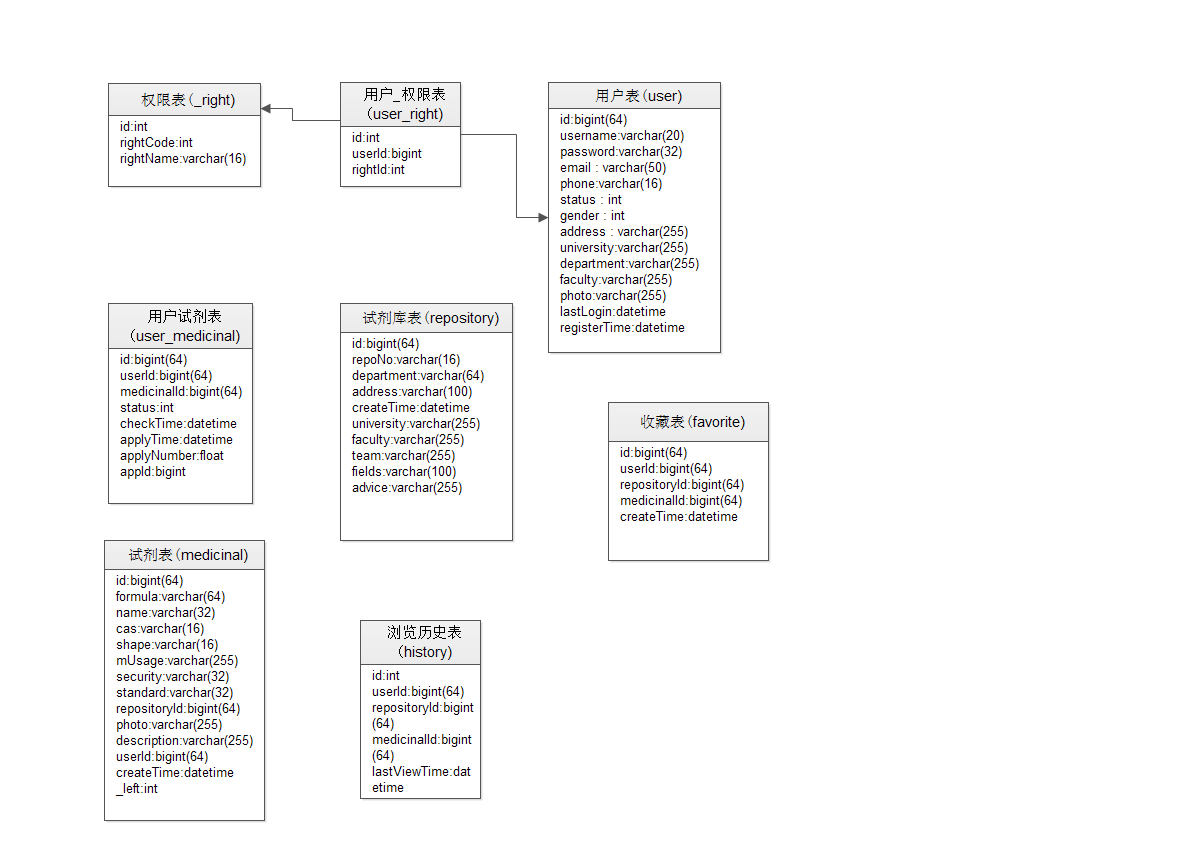 权限表(_right)
id:int
rightCode:int
rightName:varchar(16)
用户_权限表
(user_right)
id:int
userId:bigint
rightId:int
用户表(user)
id:bigint(64)
username:varchar(20)
password:varchar(32)
email : varchar(50)
phone:varchar(16)
status : int
gender : int
address : varchar(255)
university:varchar(255)
department:varchar(255)
faculty:varchar(255)
photo:varchar(255)
lastLogin:datetime
registerTime:datetime
用户试剂表
(user_medicinal)
id:bigint(64)
userId:bigint(64)
medicinalId:bigint(64)
status:int
checkTime:datetime
applyTime:datetime
applyNumber:float
appId:bigint
试剂库表(repository)
id:bigint(64)
repoNo:varchar(16)
department:varchar(64)
address:varchar(100)
createTime:datetime
university:varchar(255)
faculty:varchar(255)
team:varchar(255)
fields:varchar(100)
advice:varchar(255)
收藏表(favorite)
id:bigint(64)
userId:bigint(64)
repositoryId:bigint(64)
medicinalId:bigint(64)
createTime:datetime
试剂表(medicinal)
id:bigint(64)
formula:varchar(64)
name:varchar(32)
cas:varchar(16)
shape:varchar(16)
mUsage:varchar(255)
security:varchar(32)
standard:varchar(32)
repositoryId:bigint(64)
photo:varchar(255)
description:varchar(255)
userId:bigint(64)
createTime:datetime
_left:int
浏览历史表
(history)
id:int
userId:bigint(64)
repositoryId:bigint
(64)
medicinalId:bigint
(64)
lastViewTime:dat
etime